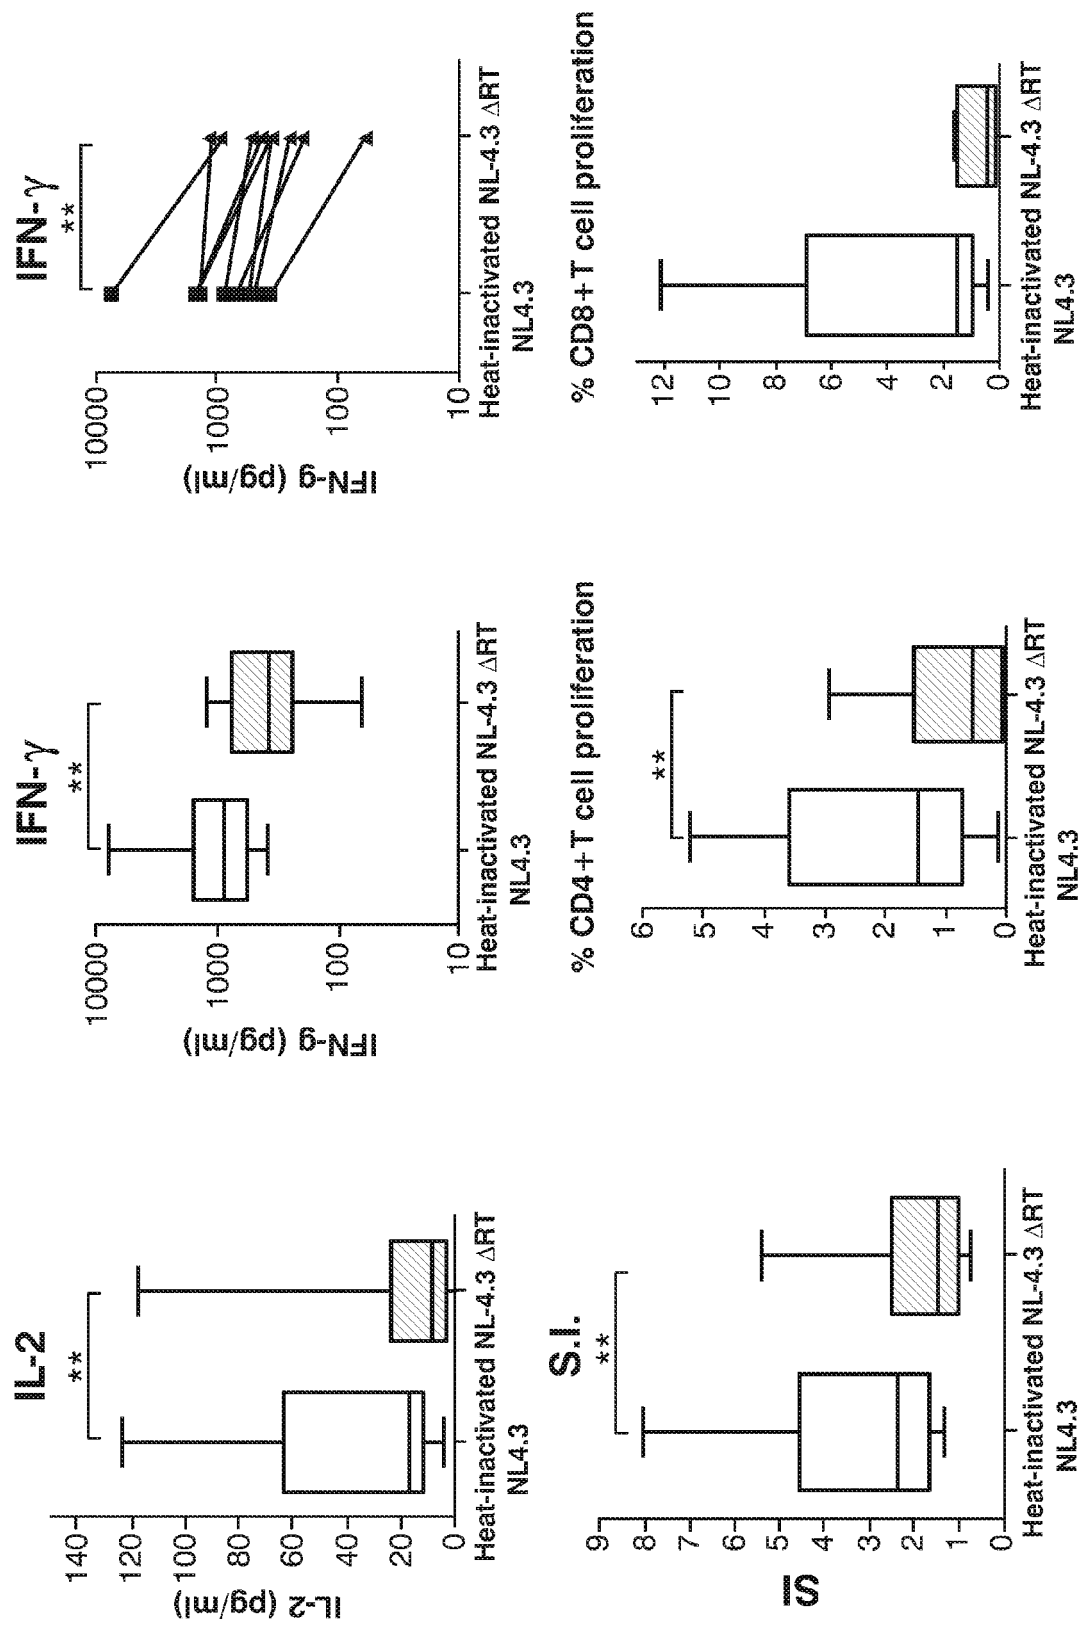 IL-2
**
IL-2 (pg/ml)
140
120
100
80
60
40
20
0
Heat-inactivated NL-4.3 ΔRT
NL4.3
IFN-γ
**
IFN-g (pg/ml)
10000
1000
100
10
Heat-inactivated NL-4.3 ΔRT
NL4.3
IFN-γ
**
IFN-g (pg/ml)
10000
1000
100
10
Heat-inactivated NL-4.3 ΔRT
NL4.3
S.I.
**
SI
9
8
7
6
5
4
3
2
1
0
Heat-inactivated NL-4.3 ΔRT
NL4.3
% CD4+T cell proliferation
**
6
5
4
3
2
1
0
Heat-inactivated NL-4.3 ΔRT
NL4.3
% CD8+T cell proliferation
12
10
8
6
4
2
0
Heat-inactivated NL-4.3 ΔRT
NL4.3